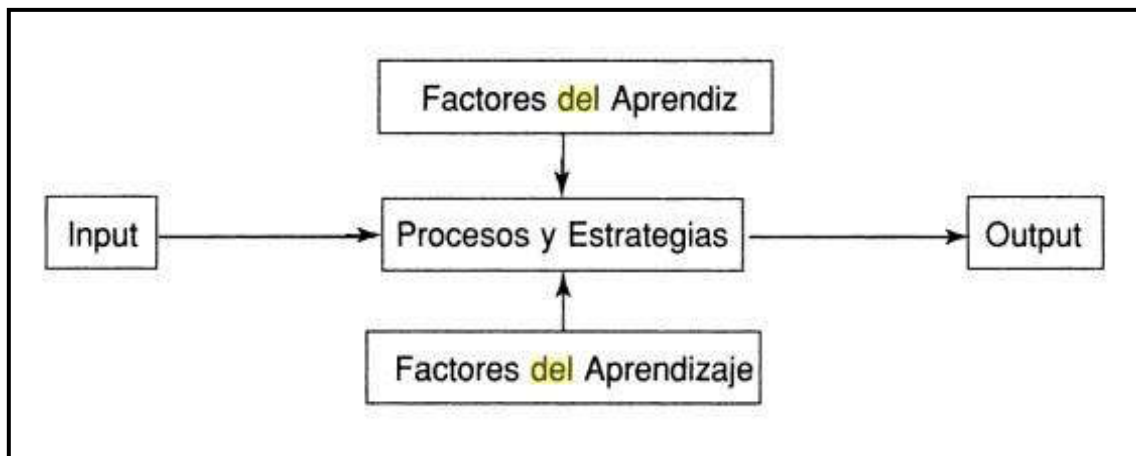 Factores del Aprendiz
Input
Procesos y Estrategias
Output
Factores del Aprendizaje